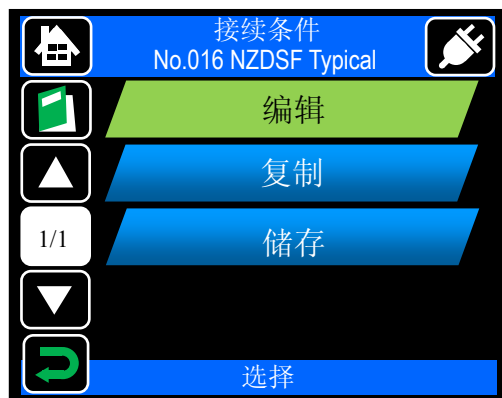 接续条件
No.016 NZDSF Typical
编辑
复制
1/1
储存
选择